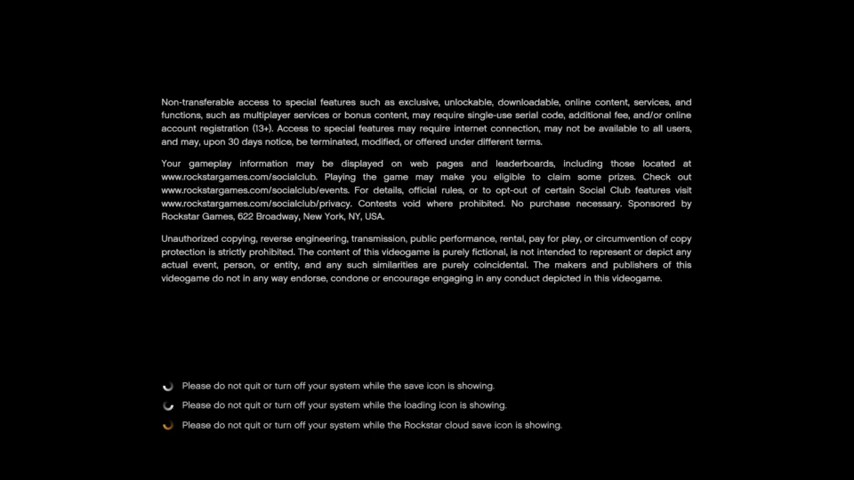 Non-transferable access to special features such as exclusive, unlockable, downloadable, online content, services, and
functions, such as multiplayer services or bonus content, may require single-use serial code, additional fee, and/or online
account registration (13+). Access to special features may require internet connection, may not be available to all users,
and may, upon 30 days notice, be terminated, modified, or offered under different terms.
Your gameplay information may be displayed on web pages and leaderboards, including those located at
www.rockstargames.com/socialclub. Playing the game may make you eligible to claim some prizes. Check out
www.rockstargames.com/socialclub/events. For details, official rules, or to opt-out of certain Social Club features visit
www.rockstargames.com/socialclub/privacy. Contests void where prohibited. No purchase necessary. Sponsored by
Rockstar Games, 622 Broadway, New York, NY, USA.
Unauthorized copying, reverse engineering, transmission, public performance, rental, pay for play, or circumvention of copy
protection is strictly prohibited. The content of this videogame is purely fictional, is not intended to represent or depict any
actual event, person, or entity, and any such similarities are purely coincidental. The makers and publishers of this
videogame do not in any way endorse, condone or encourage engaging in any conduct depicted in this videogame.
Please do not quit or turn off your system while the save icon is showing.
Please do not quit or turn off your system while the loading icon is showing.
Please do not quit or turn off your system while the Rockstar cloud save icon is showing.